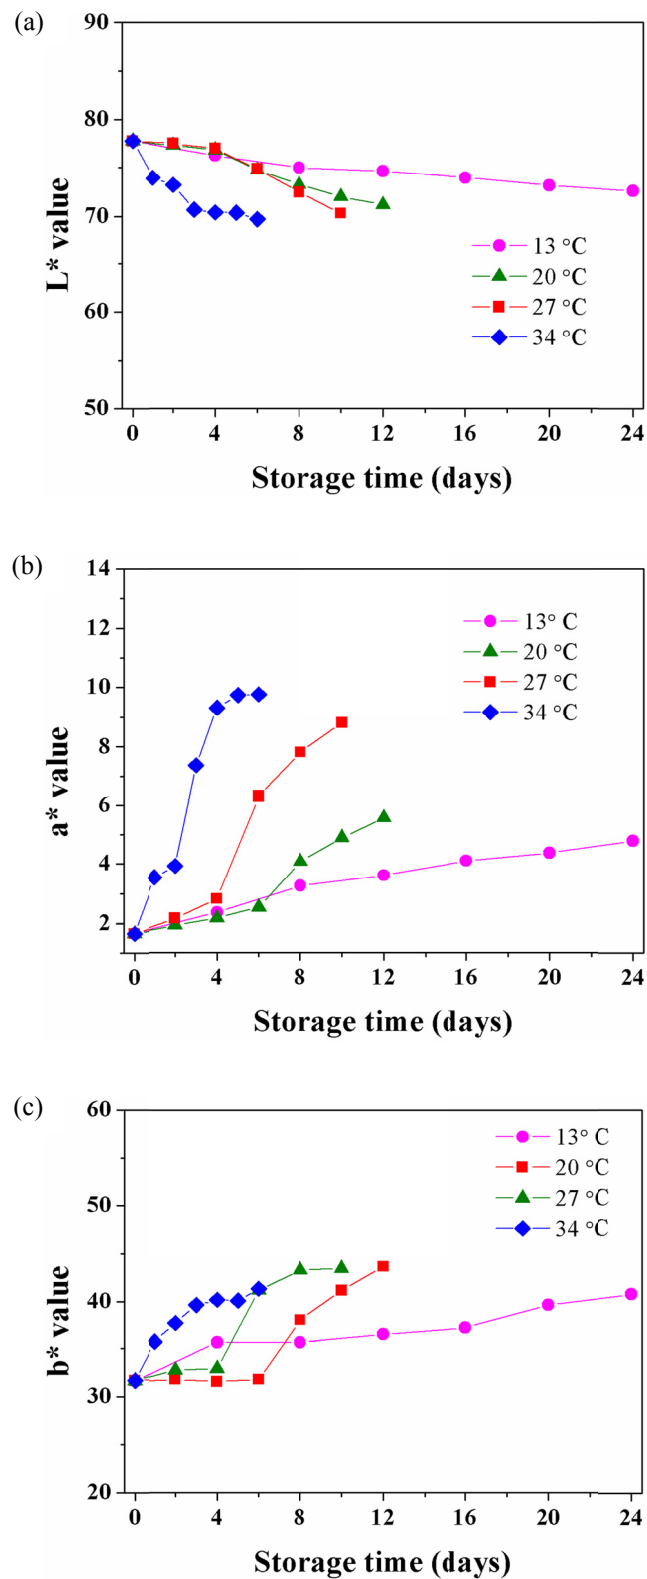 (a)
90
80
70
60
50
L* value
13 °C
20 °C
27 °C
34 °C
0 4 8 12 16 20 24
Storage time (days)
(b)
14
12
10
8
6
4
2
a* value
13° C
20 °C
27 °C
34 °C
0 4 8 12 16 20 24
Storage time (days)
(c)
60
50
40
30
20
b* value
13° C
20 °C
27 °C
34 °C
0 4 8 12 16 20 24
Storage time (days)